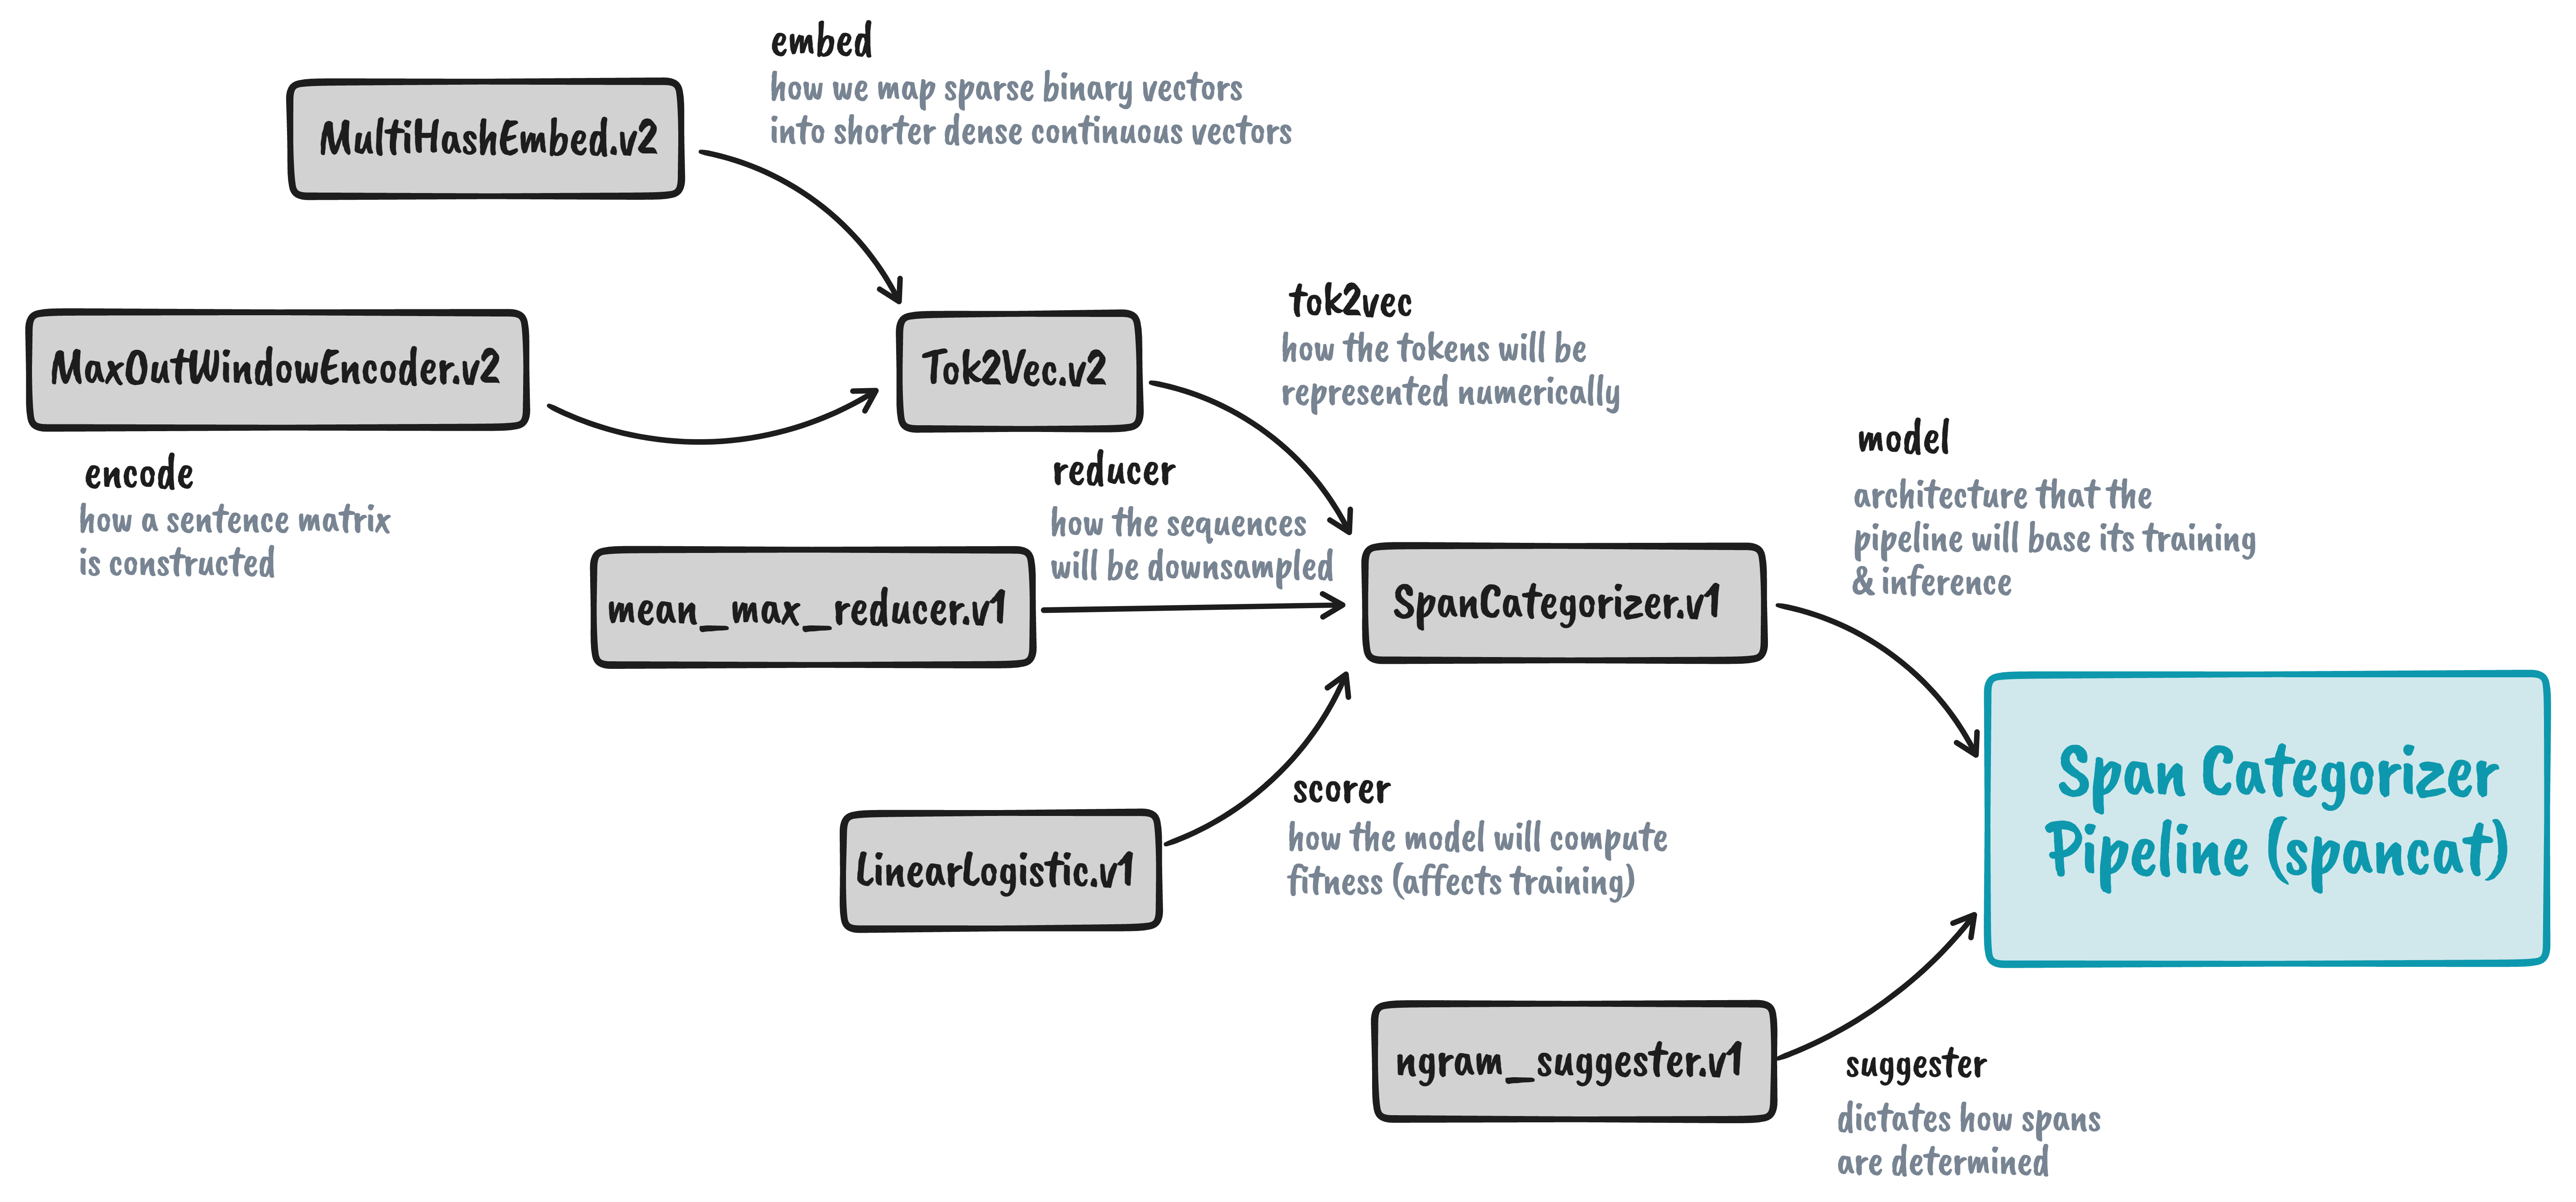 embed
how we map sparse binary vectors
into shorter dense continuous vectors
MultiHashEmbed.v2
MaxOutWindowEncoder.v2
encode
how a sentence matrix
is constructed
Tok2Vec.v2
tok2vec
how the tokens will be
represented numerically
reducer
how the sequences
will be downsampled
mean_max_reducer.v1
SpanCategorizer.v1
model
architecture that the
pipeline will base its training
& inference
LinearLogistic.v1
scorer
how the model will compute
fitness (affects training)
Span Categorizer
Pipeline (spancat)
ngram_suggester.v1
suggester
dictates how spans
are determined